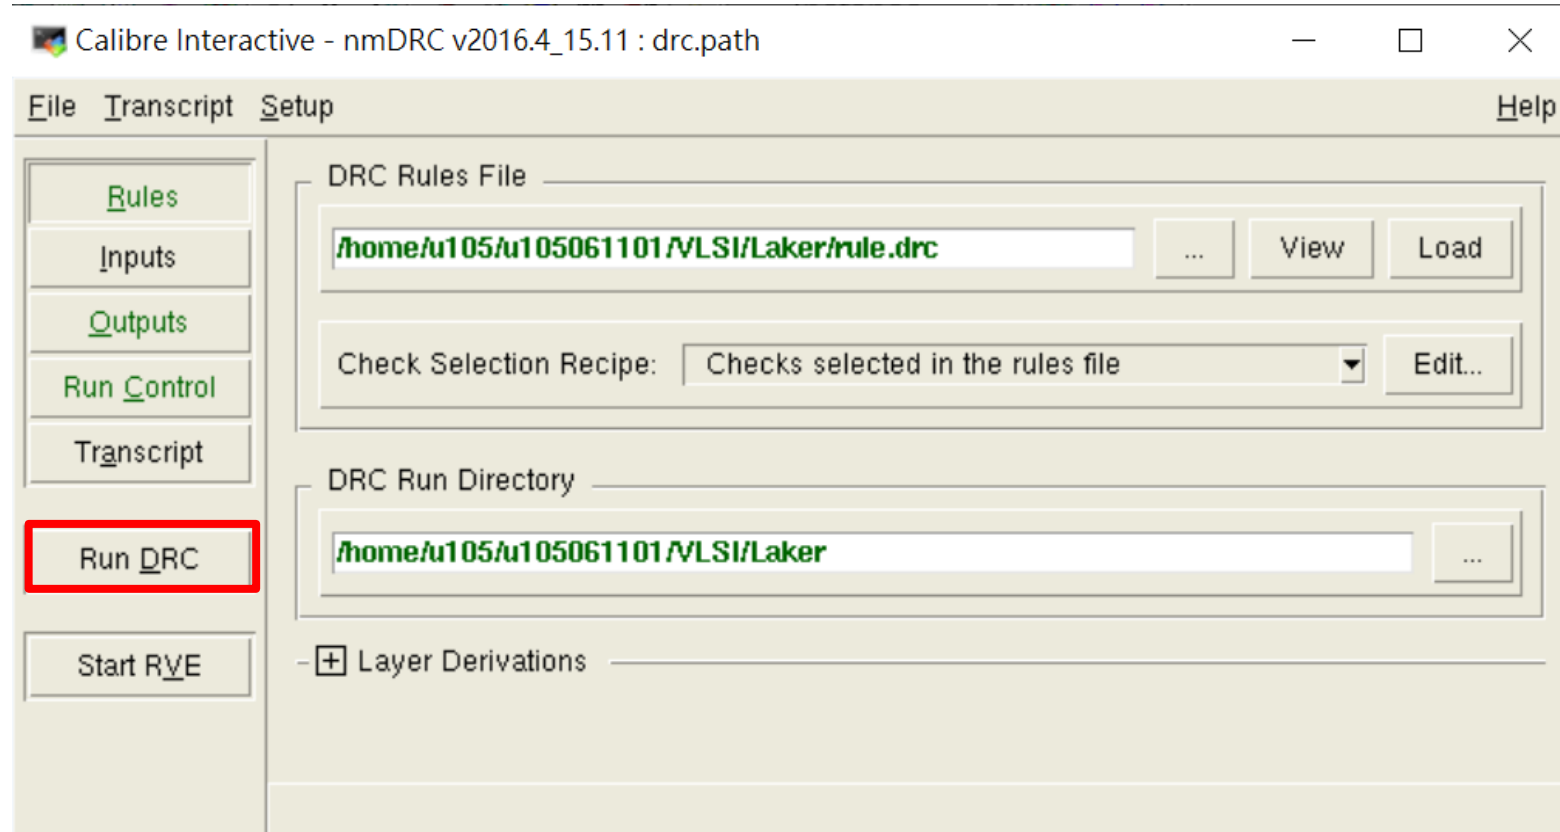 Calibre Interactive - nmDRC v2016.4_15.11 : drc.path
File Transcript Setup Help
Rules
Inputs
Outputs
Run Control
Transcript
Run DRC
Start RVE
DRC Rules File
/home/u105/u105061101/VLSI/Laker/rule.drc ... View Load
Check Selection Recipe: Checks selected in the rules file Edit...
DRC Run Directory
/home/u105/u105061101/VLSI/Laker ...
Layer Derivations